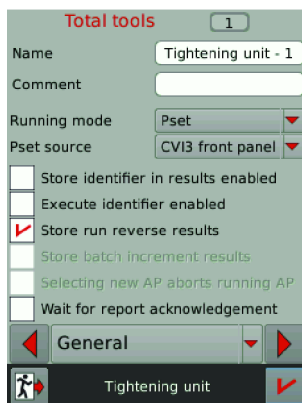 Total tools 1
Name Tightening unit - 1
Comment
Running mode Pset
Pset source CVI3 front panel
Store identifier in results enabled
Execute identifier enabled
Store run reverse results
Store batch increment results
Selecting new AP aborts running AP
Wait for report acknowledgement
General
Tightening unit